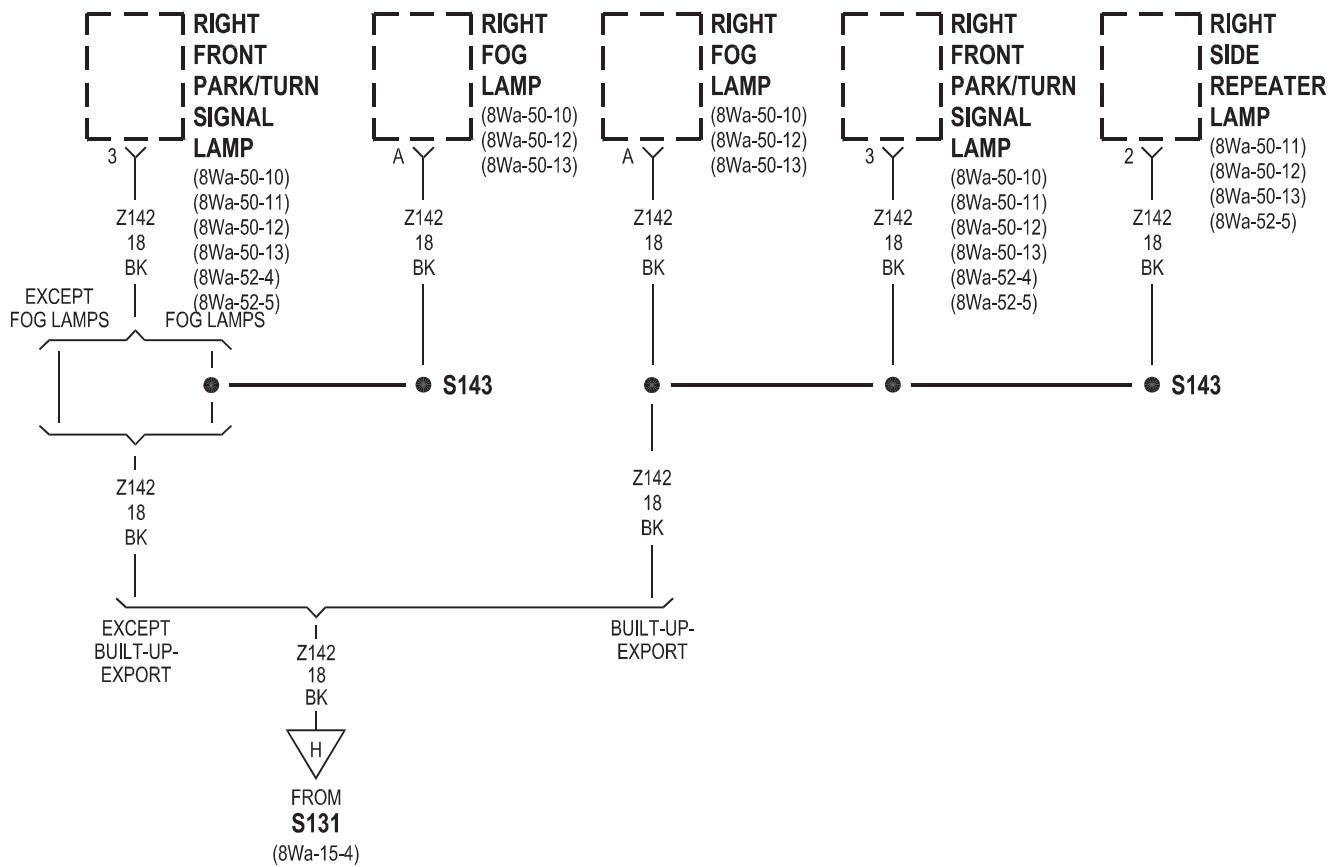 RIGHT
FRONT
PARK/TURN
SIGNAL
LAMP
(8Wa-50-10)
(8Wa-50-11)
(8Wa-50-12)
(8Wa-50-13)
(8Wa-52-4)
(8Wa-52-5)
3
Z142
18
BK
RIGHT
FOG
LAMP
(8Wa-50-10)
(8Wa-50-12)
(8Wa-50-13)
A
Z142
18
BK
RIGHT
FOG
LAMP
(8Wa-50-10)
(8Wa-50-12)
(8Wa-50-13)
A
Z142
18
BK
RIGHT
FRONT
PARK/TURN
SIGNAL
LAMP
(8Wa-50-10)
(8Wa-50-11)
(8Wa-50-12)
(8Wa-50-13)
(8Wa-52-4)
(8Wa-52-5)
3
Z142
18
BK
RIGHT
SIDE
REPEATER
LAMP
(8Wa-50-11)
(8Wa-50-12)
(8Wa-50-13)
(8Wa-52-5)
2
Z142
18
BK
EXCEPT
FOG LAMPS
FOG LAMPS
S143
S143
Z142
18
BK
Z142
18
BK
EXCEPT
BUILT-UP-
EXPORT
BUILT-UP-
EXPORT
Z142
18
BK
H
FROM
S131
(8Wa-15-4)